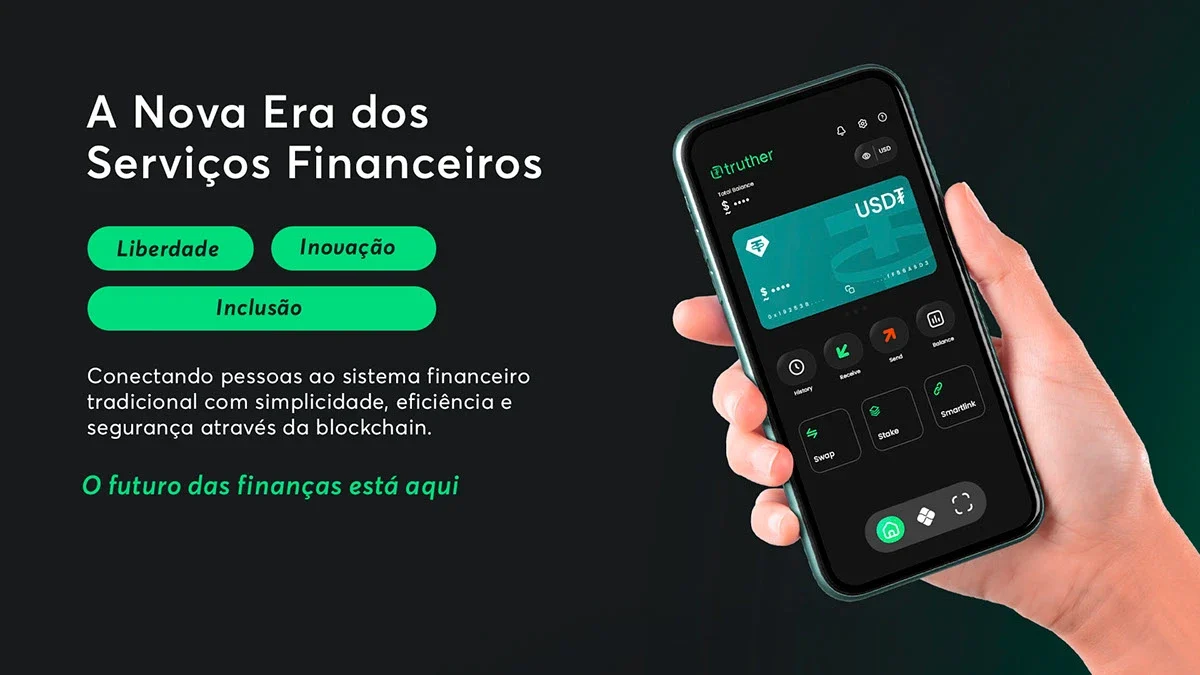 A Nova Era dos
Serviços Financeiros
Liberdade
Inovação
Inclusão
Conectando pessoas ao sistema financeiro
tradicional com simplicidade, eficiência e
segurança através da blockchain.
O futuro das finanças está aqui
truther
USD
Total Balance
$ ••••
USD₮
$ ••••
History
Receive
Send
Balance
Swap
Stake
Smartlink